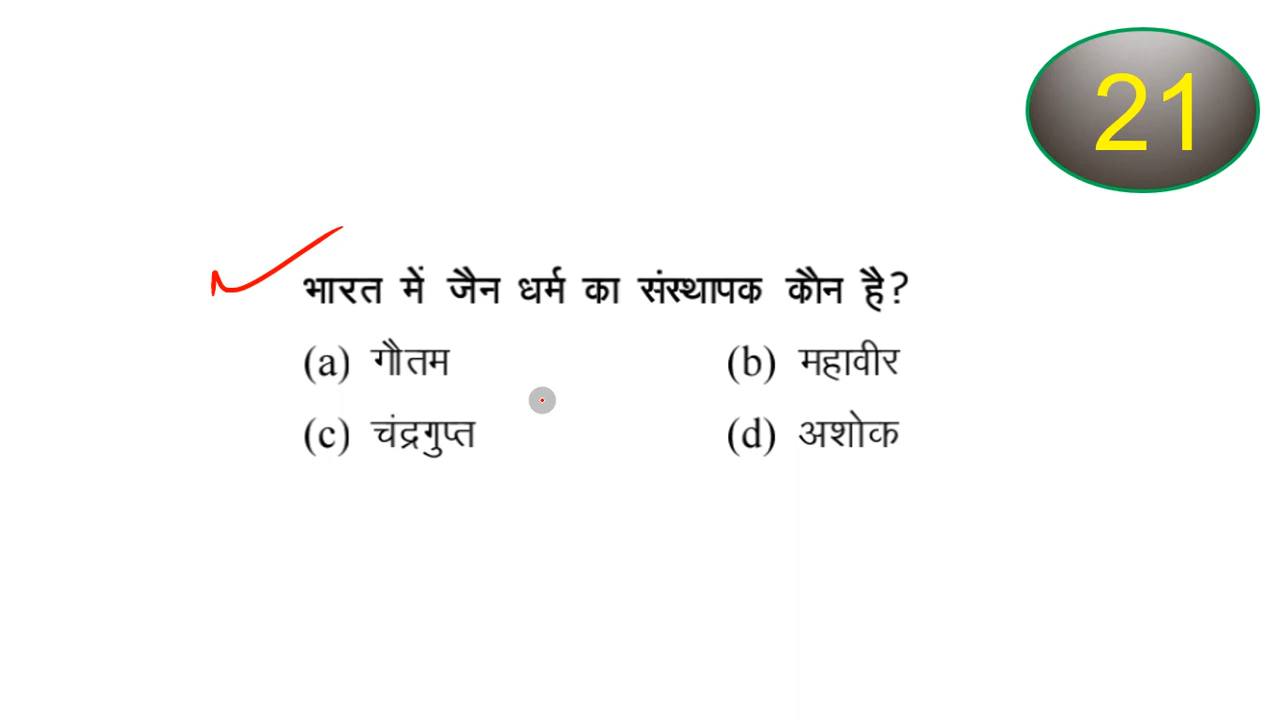 21
भारत में जैन धर्म का संस्थापक कौन है?
(a) गौतम (b) महावीर
(c) चंद्रगुप्त (d) अशोक